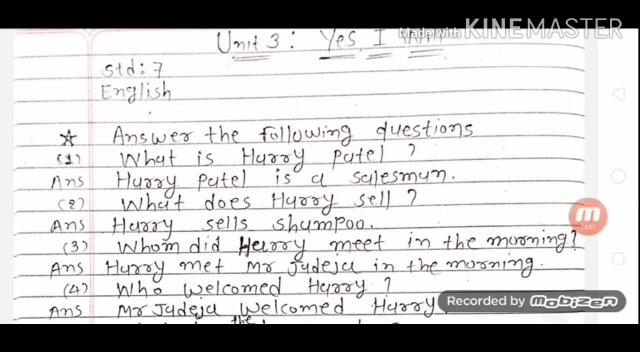 Made with KINEMASTER
Unit 3 : Yes, I
Std: 7
English
☆ Answer the following questions
(1) What is Harry Patel ?
Ans Harry Patel is a salesman.
(2) What does Harry sell ?
Ans Harry sells shampoo.
(3) Whom did Harry meet in the morning?
Ans Harry met Mr Jadeja in the morning.
(4) Who welcomed Harry ?
Ans Mr Jadeja welcomed Harry.
the
Recorded by Mobizen